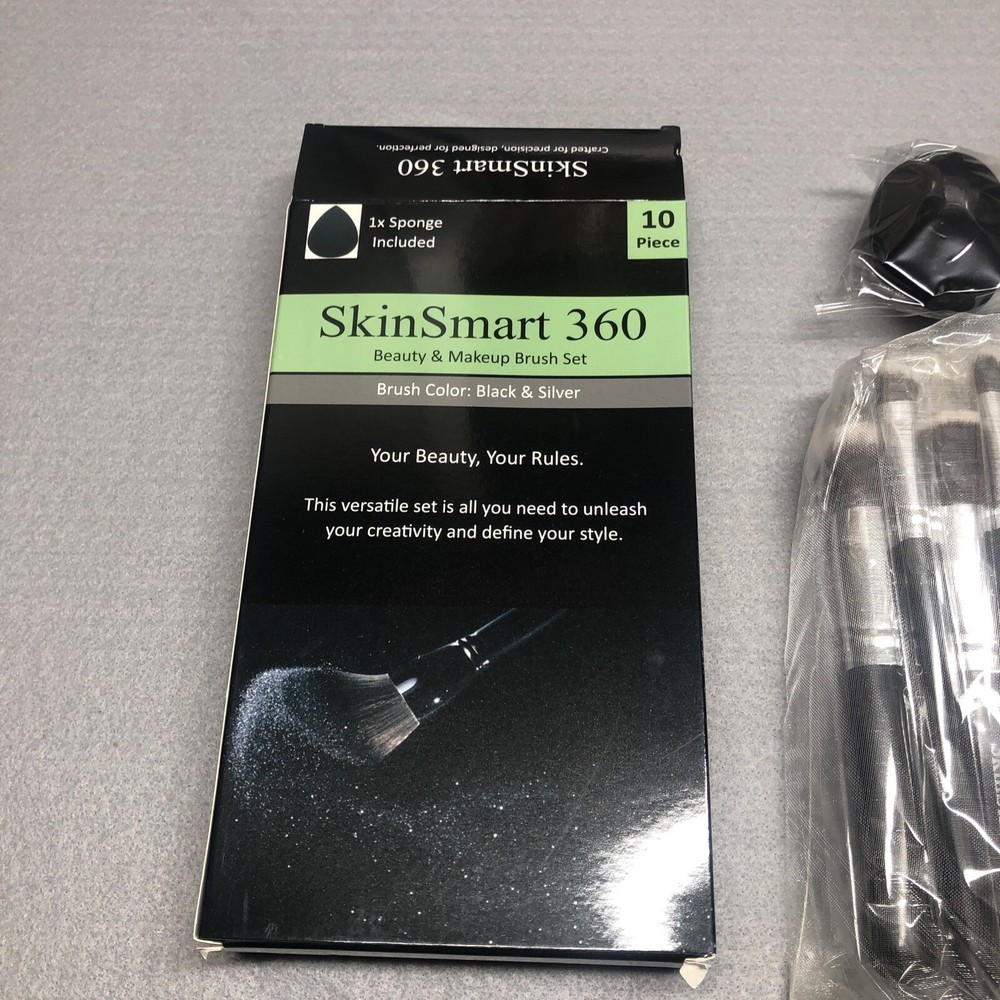 Crafted for precision, designed for perfection.
SkinSmart 360
1x Sponge
Included
10
Piece
SkinSmart 360
Beauty & Makeup Brush Set
Brush Color: Black & Silver
Your Beauty, Your Rules.
This versatile set is all you need to unleash
your creativity and define your style.